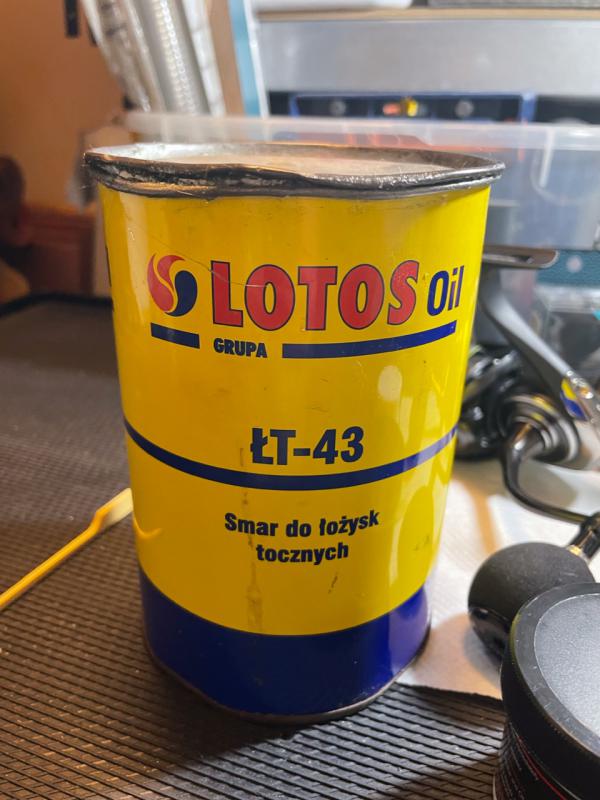 LOTOS Oil
GRUPA
ŁT-43
Smar do łożysk
tocznych